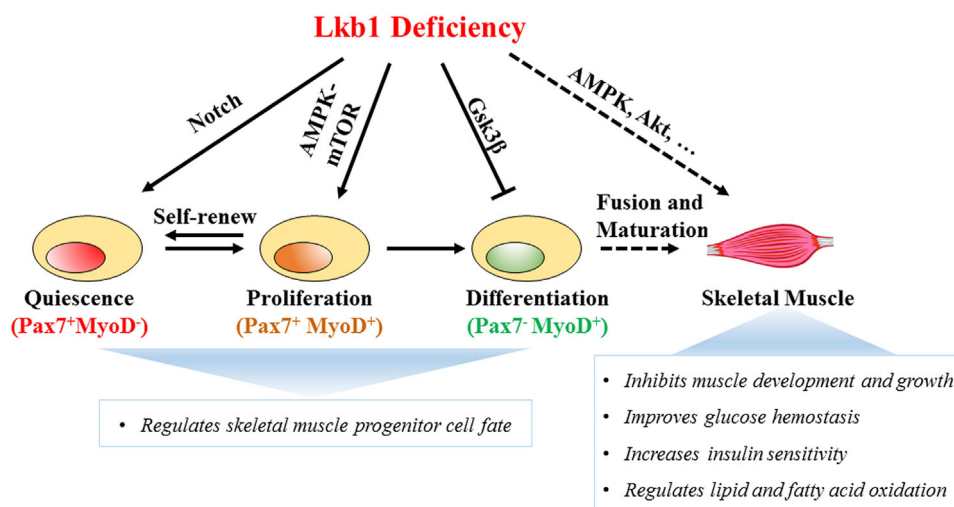 Lkb1 Deficiency
Notch
AMPK-
mTOR
Gsk3β
AMPK, Akt, ...
Self-renew
Fusion and
Maturation
Quiescence
(Pax7⁺MyoD⁻)
Proliferation
(Pax7⁺ MyoD⁺)
Differentiation
(Pax7⁻ MyoD⁺)
Skeletal Muscle
• Regulates skeletal muscle progenitor cell fate
• Inhibits muscle development and growth
• Improves glucose hemostasis
• Increases insulin sensitivity
• Regulates lipid and fatty acid oxidation